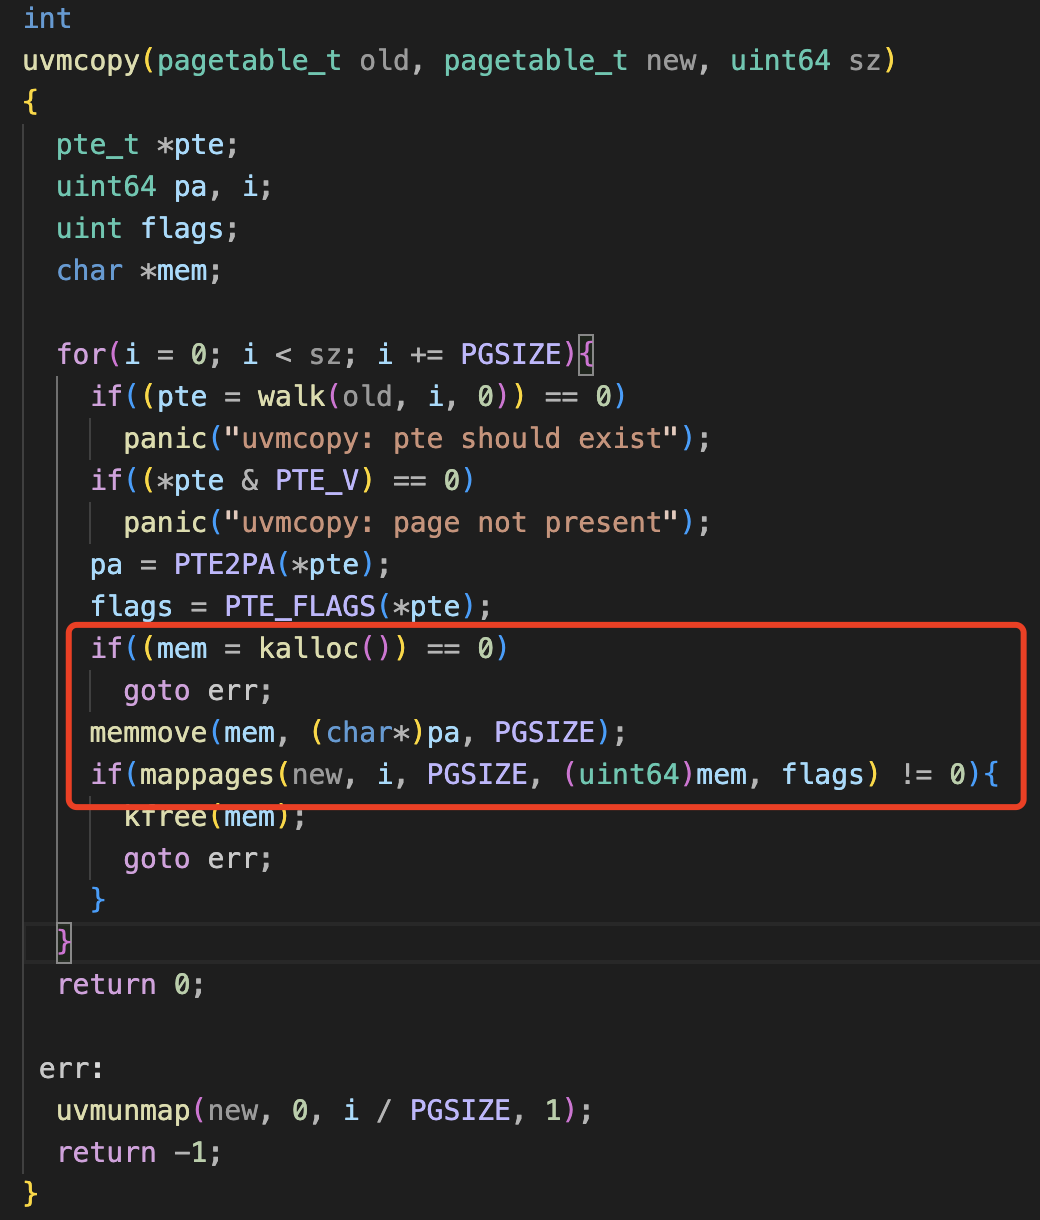 int
uvmcopy(pagetable_t old, pagetable_t new, uint64 sz)
{
  pte_t *pte;
  uint64 pa, i;
  uint flags;
  char *mem;

  for(i = 0; i < sz; i += PGSIZE){
    if((pte = walk(old, i, 0)) == 0)
      panic("uvmcopy: pte should exist");
    if((*pte & PTE_V) == 0)
      panic("uvmcopy: page not present");
    pa = PTE2PA(*pte);
    flags = PTE_FLAGS(*pte);
    if((mem = kalloc()) == 0)
      goto err;
    memmove(mem, (char*)pa, PGSIZE);
    if(mappages(new, i, PGSIZE, (uint64)mem, flags) != 0){
      kfree(mem);
      goto err;
    }
  }
  return 0;

 err:
  uvmunmap(new, 0, i / PGSIZE, 1);
  return -1;
}